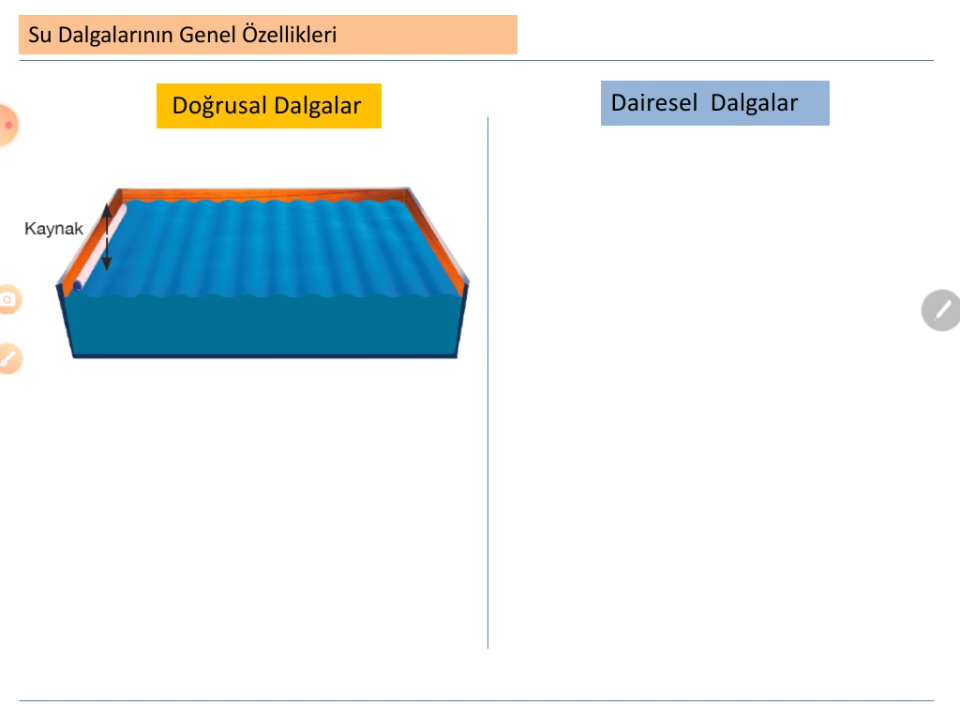 Su Dalgalarının Genel Özellikleri
Doğrusal Dalgalar
Dairesel Dalgalar
Kaynak